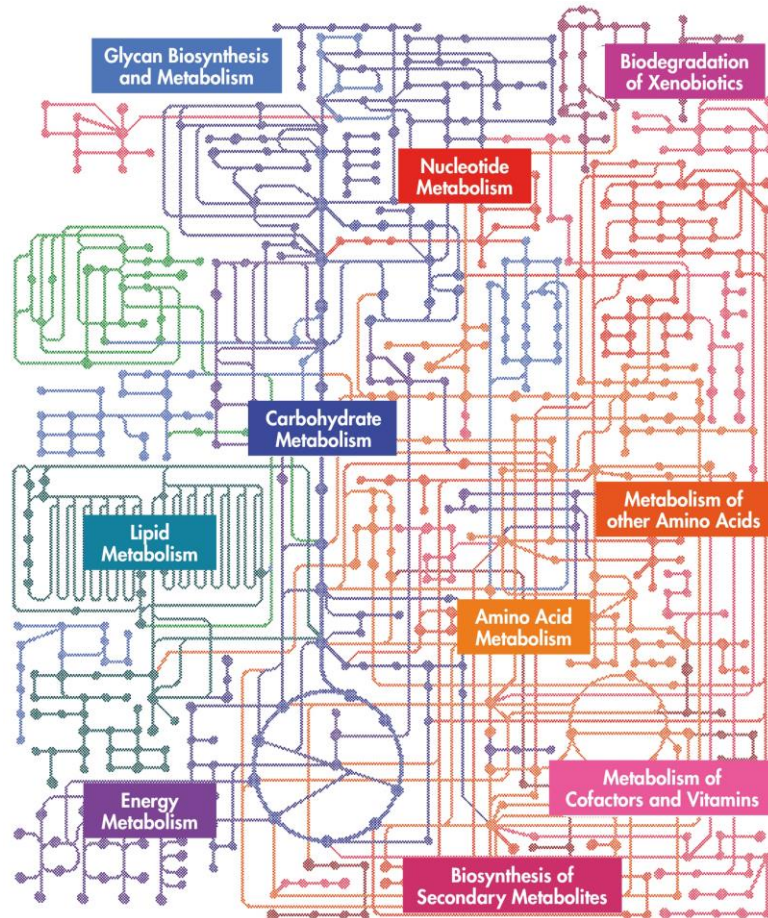 Glycan Biosynthesis
and Metabolism
Biodegradation
of Xenobiotics
Nucleotide
Metabolism
Carbohydrate
Metabolism
Lipid
Metabolism
Metabolism of
other Amino Acids
Amino Acid
Metabolism
Energy
Metabolism
Metabolism of
Cofactors and Vitamins
Biosynthesis of
Secondary Metabolites